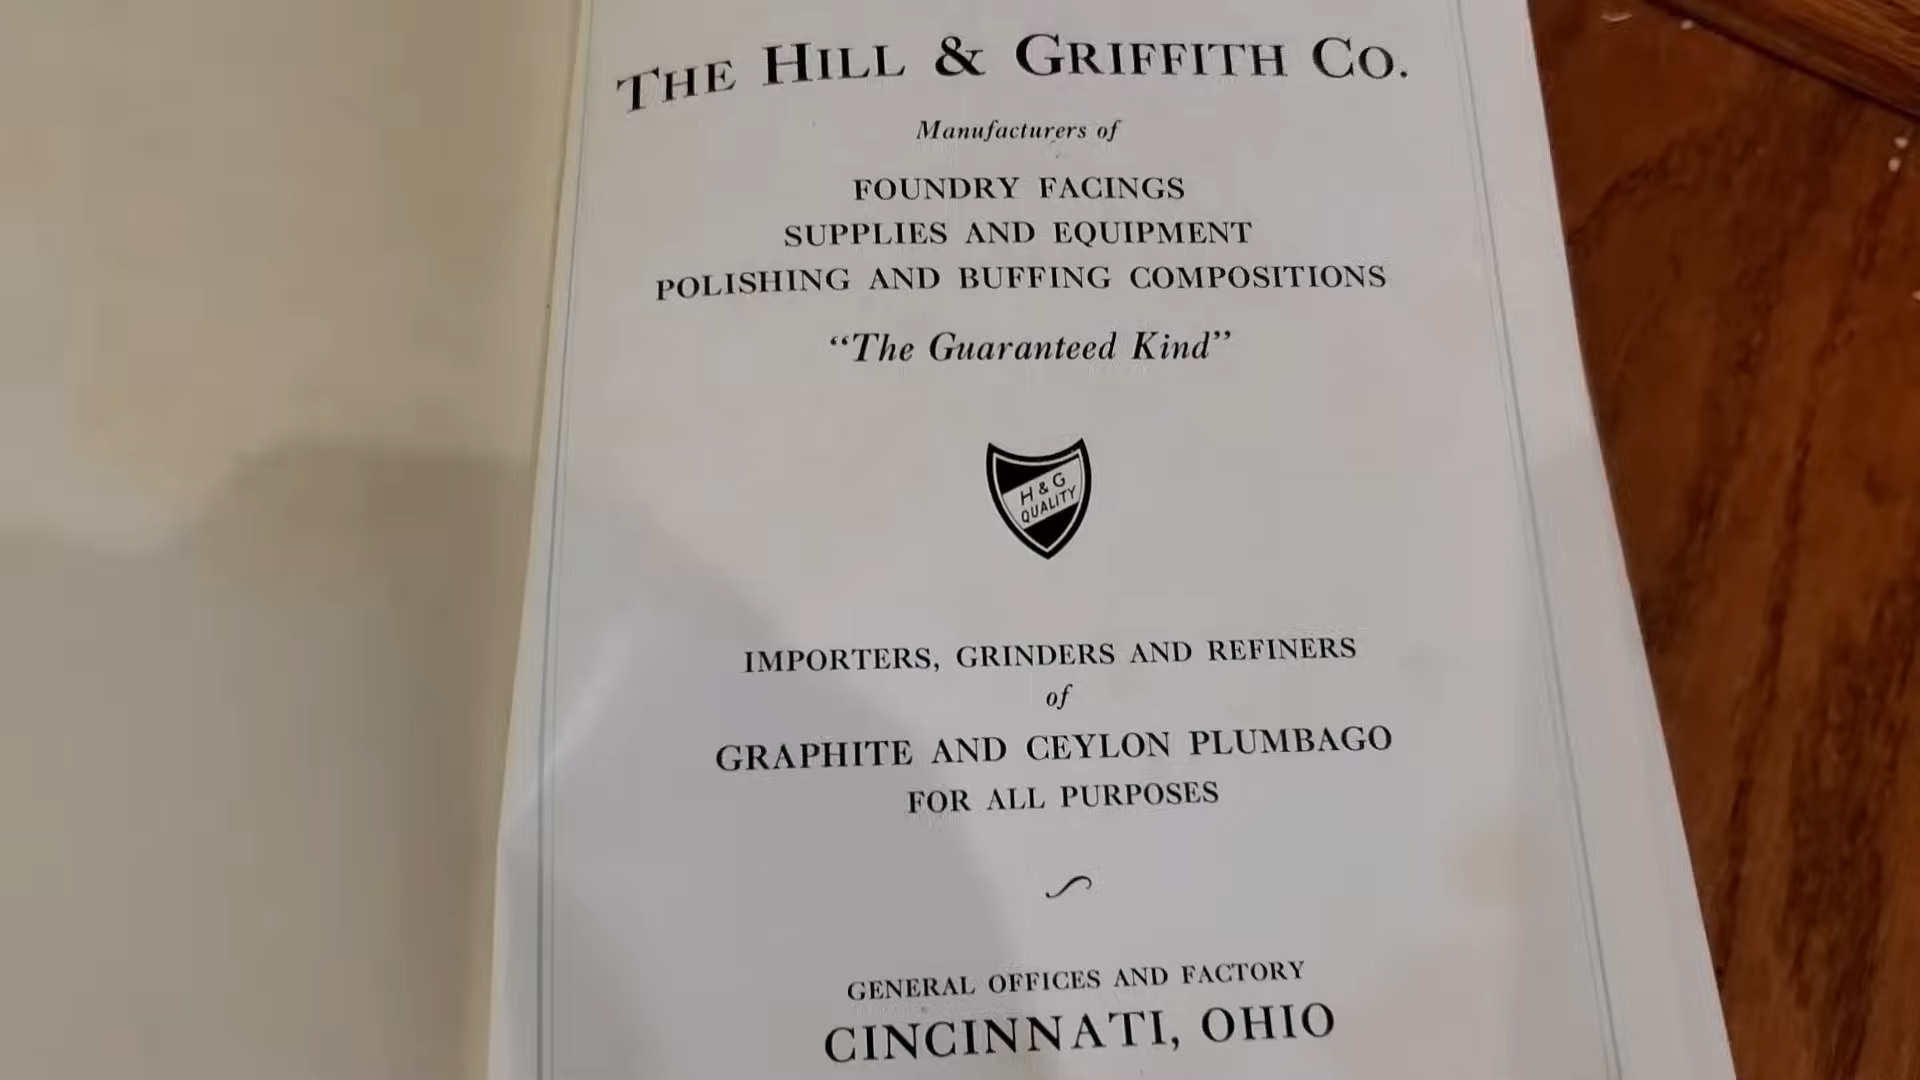 THE HILL & GRIFFITH CO.
Manufacturers of
FOUNDRY FACINGS
SUPPLIES AND EQUIPMENT
POLISHING AND BUFFING COMPOSITIONS
“The Guaranteed Kind”
H & G
QUALITY
IMPORTERS, GRINDERS AND REFINERS
of
GRAPHITE AND CEYLON PLUMBAGO
FOR ALL PURPOSES
GENERAL OFFICES AND FACTORY
CINCINNATI, OHIO